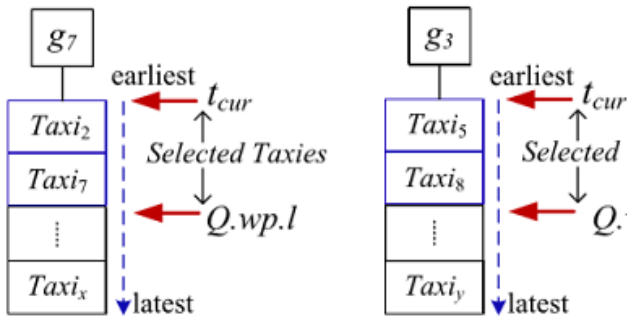 g7
earliest
tcur
Taxi2
Selected Taxies
Taxi7
Q.wp.l
Taxix
latest
g3
earliest
tcur
Taxi5
Selected
Taxi8
Q.
Taxiy
latest